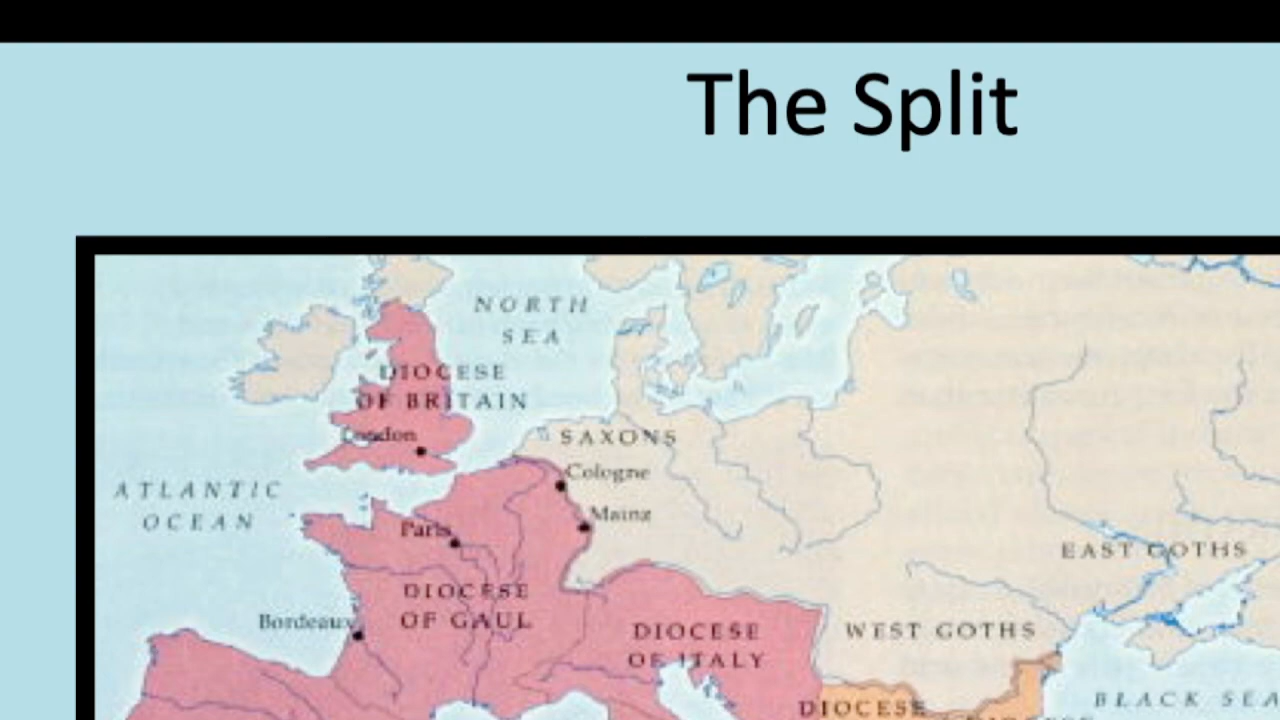 The Split
NORTH
SEA
DIOCESE
OF BRITAIN
London
SAXONS
Cologne
ATLANTIC
OCEAN
Mainz
Paris
EAST GOTHS
DIOCESE
OF GAUL
Bordeaux
DIOCESE
OF ITALY
WEST GOTHS
BLACK SEA
DIOCESE